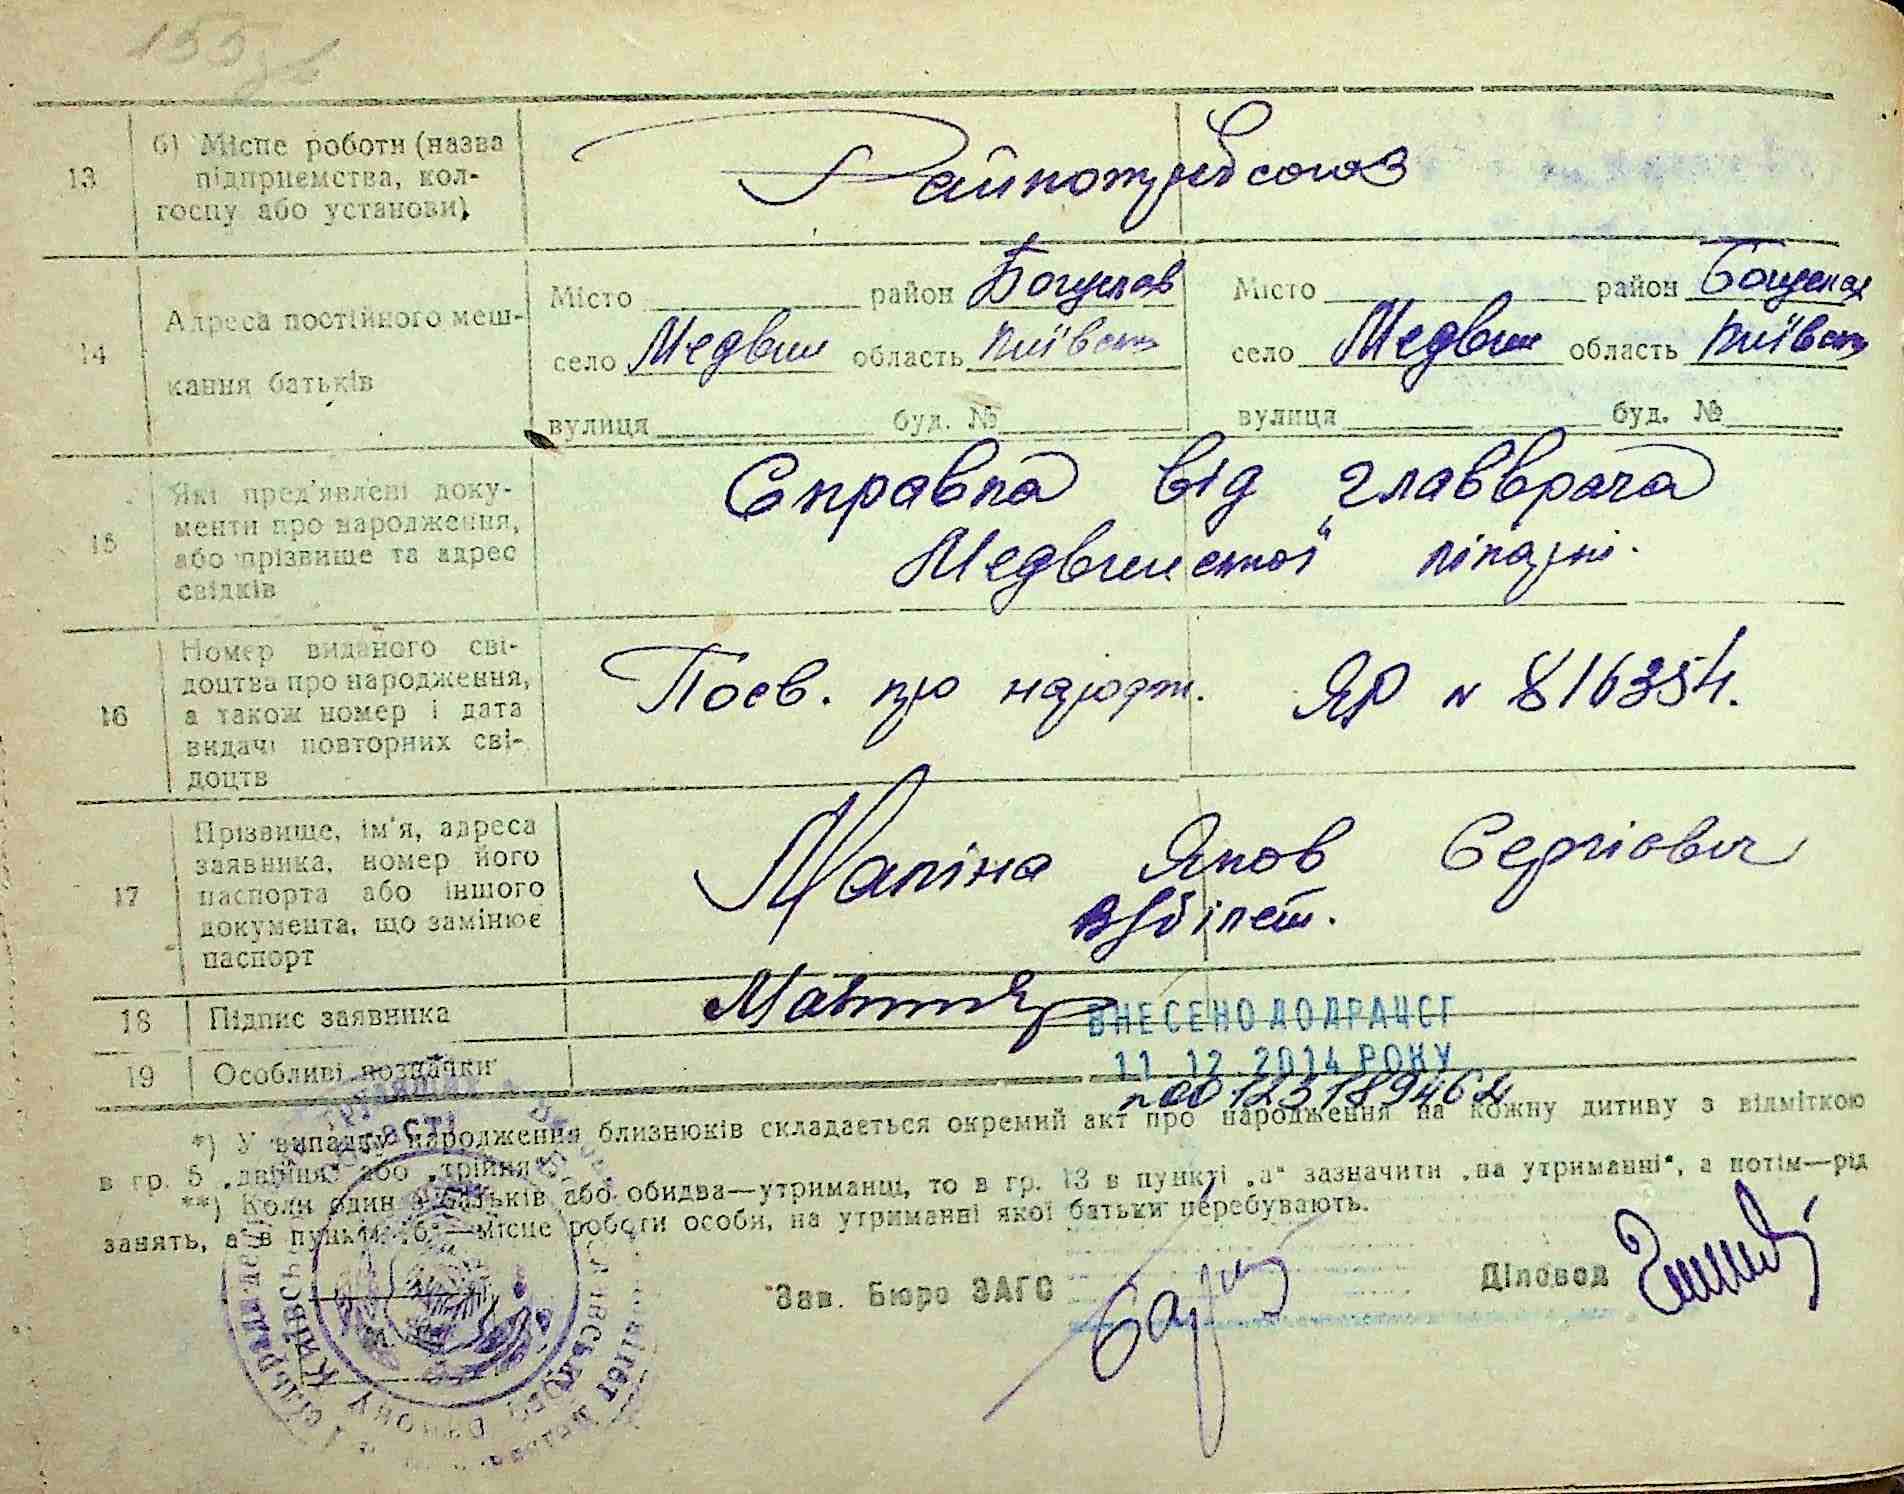 13
б) Місце роботи (назва
підприємства, кол-
госпу або установи)
Райпотребсоюз
14
Адреса постійного меш-
кання батьків
Місто район Богуслав
село Медвин область Київськ
вулиця буд. №
Місто район Богуслав
село Медвин область Київськ
вулиця буд. №
15
Які пред'явлені доку-
менти про народження,
або прізвище та адрес
свідків
Справка від главврача
Медвинської лікарні.
16
Номер виданого сві-
доцтва про народження,
а також номер і дата
видачі повторних сві-
доцтв
Посв. про народж. ЯР N 816354.
17
Прізвище, ім'я, адреса
заявника, номер його
паспорта або іншого
документа, що замінює
паспорт
Яков Сергіович
в/білет.
18
Підпис заявника
19
Особливі позначки
ВНЕСЕНО ДО ДРАЦСГ
11 12 2014 РОКУ
*) У випадку народження близнюків складається окремий акт про народження на кожну дитину з відміткою
в гр. 5 „двійня“ або „трійня“.
**) Коли один з батьків або обидва—утриманці, то в гр. 13 в пункті „а“ зазначити „на утриманні“, а потім—рід
занять, а в пункті „б“—місце роботи особи, на утриманні якої батьки перебувають.
Зав. Бюро ЗАГС
Діловод